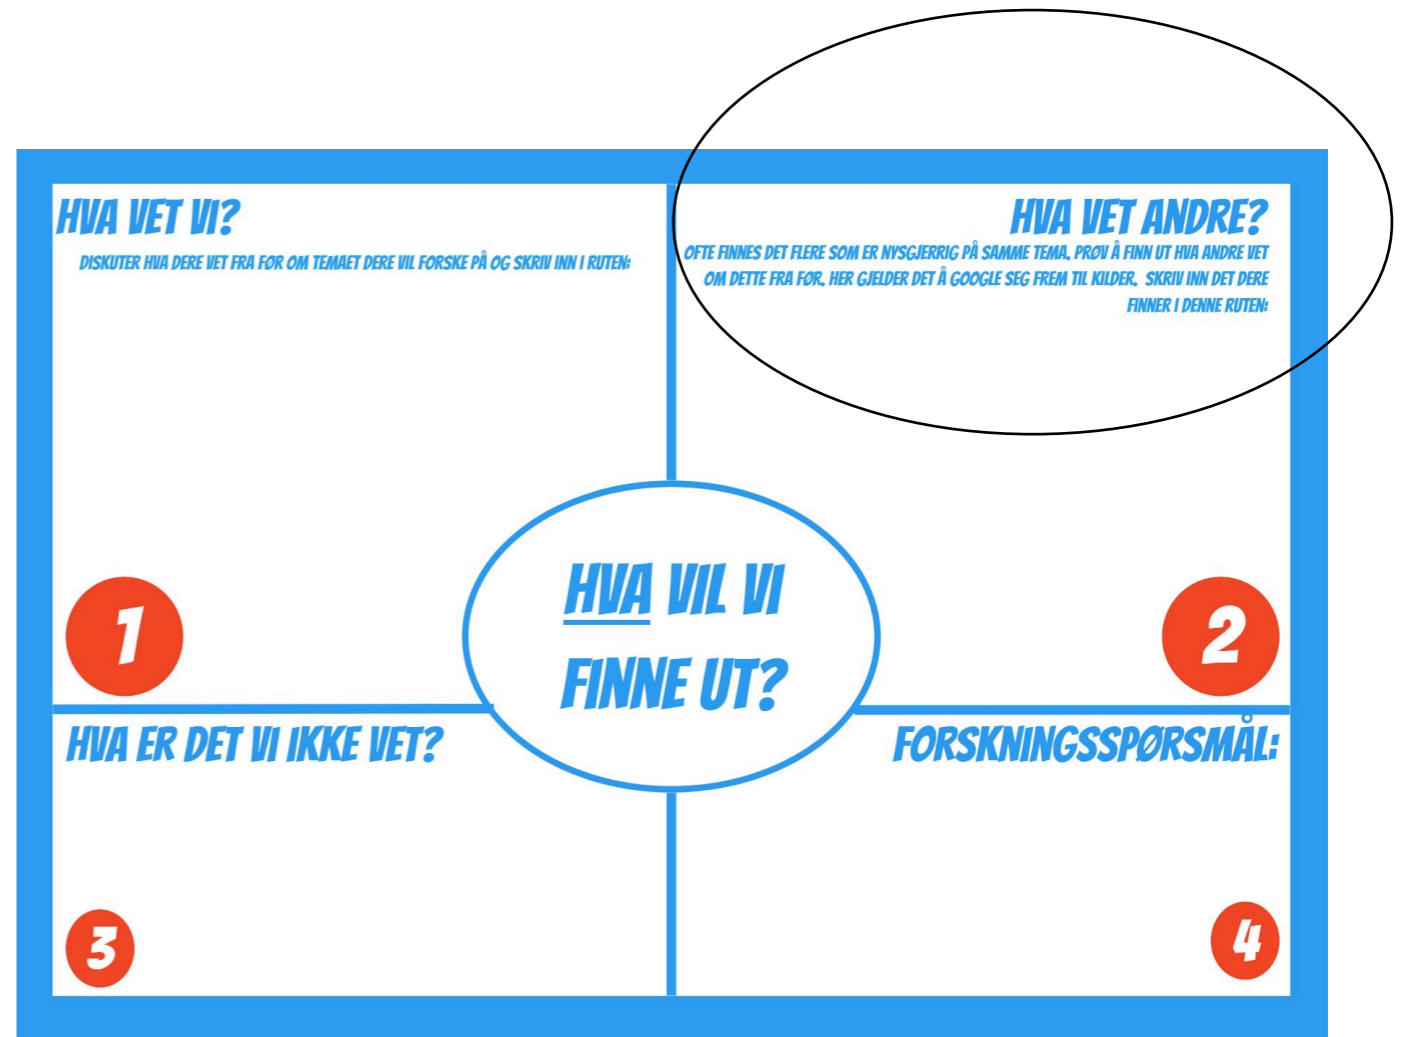 HVA VET VI?
DISKUTER HVA DERE VET FRA FØR OM TEMAET DERE VIL FORSKE PÅ OG SKRIV INN I RUTEN:
1
HVA VET ANDRE?
OFTE FINNES DET FLERE SOM ER NYSGJERRIG PÅ SAMME TEMA. PRØV Å FINN UT HVA ANDRE VET
OM DETTE FRA FØR. HER GJELDER DET Å GOOGLE SEG FREM TIL KILDER. SKRIV INN DET DERE
FINNER I DENNE RUTEN:
2
HVA VIL VI
FINNE UT?
HVA ER DET VI IKKE VET?
3
FORSKNINGSSPØRSMÅL:
4